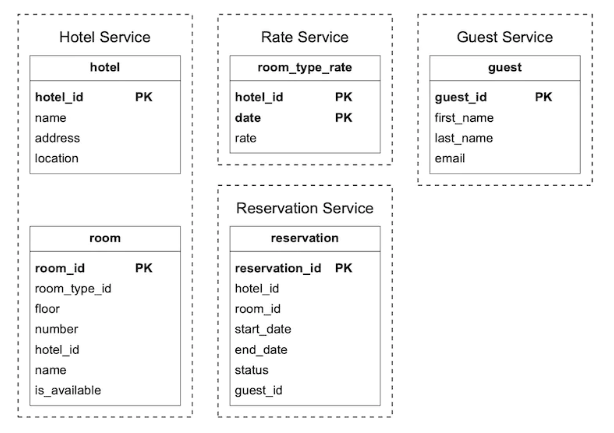 Hotel Service
hotel
hotel_id PK
name
address
location
room
room_id PK
room_type_id
floor
number
hotel_id
name
is_available
Rate Service
room_type_rate
hotel_id PK
date PK
rate
Reservation Service
reservation
reservation_id PK
hotel_id
room_id
start_date
end_date
status
guest_id
Guest Service
guest
guest_id PK
first_name
last_name
email